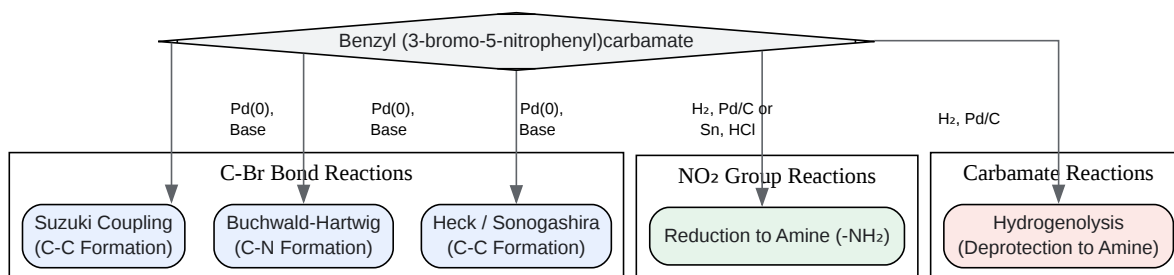 Benzyl (3-bromo-5-nitrophenyl)carbamate
Pd(0),
Base
Pd(0),
Base
Pd(0),
Base
H₂, Pd/C or
Sn, HCl
H₂, Pd/C
C-Br Bond Reactions
Suzuki Coupling
(C-C Formation)
Buchwald-Hartwig
(C-N Formation)
Heck / Sonogashira
(C-C Formation)
NO₂ Group Reactions
Reduction to Amine (-NH₂)
Carbamate Reactions
Hydrogenolysis
(Deprotection to Amine)